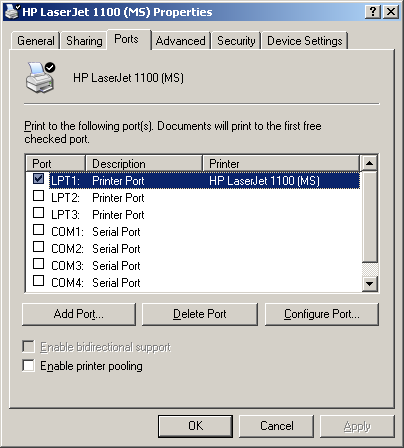 HP LaserJet 1100 (MS) Properties
General Sharing Ports Advanced Security Device Settings
HP LaserJet 1100 (MS)
Print to the following port(s). Documents will print to the first free
checked port.
Port Description Printer
LPT1: Printer Port HP LaserJet 1100 (MS)
LPT2: Printer Port
LPT3: Printer Port
COM1: Serial Port
COM2: Serial Port
COM3: Serial Port
COM4: Serial Port
Add Port... Delete Port Configure Port...
Enable bidirectional support
Enable printer pooling
OK Cancel Apply